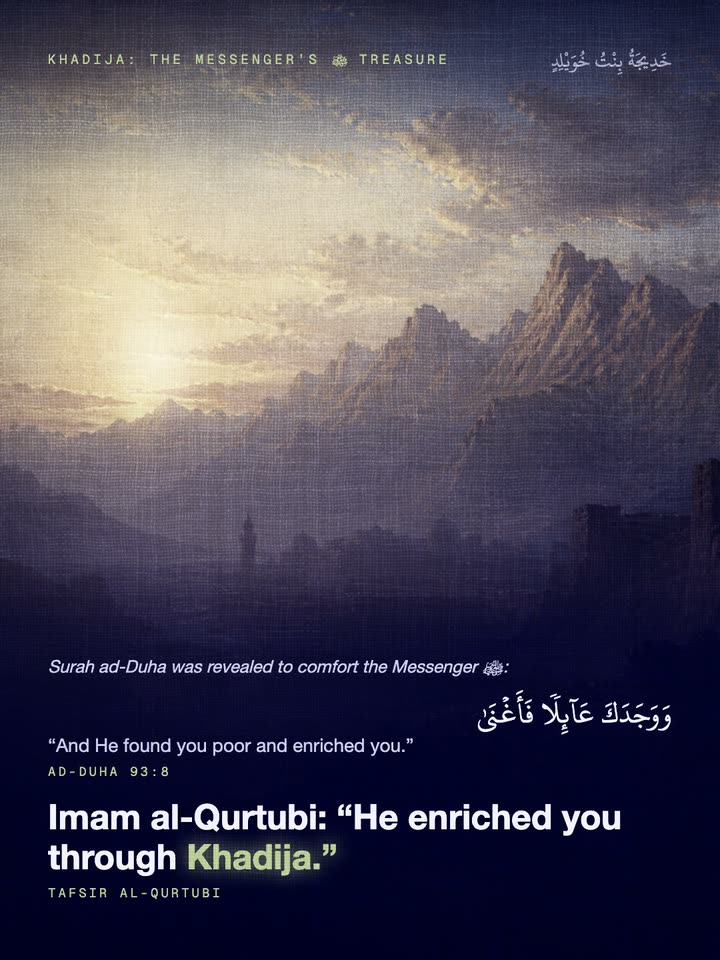 KHADIJA: THE MESSENGER'S ﷺ TREASURE
خَدِيجَةُ بِنْتُ خُوَيْلِدٍ
Surah ad-Duha was revealed to comfort the Messenger ﷺ:
وَوَجَدَكَ عَآئِلًا فَأَغْنَىٰ
“And He found you poor and enriched you.”
AD-DUHA 93:8
Imam al-Qurtubi: “He enriched you
through Khadija.”
TAFSIR AL-QURTUBI